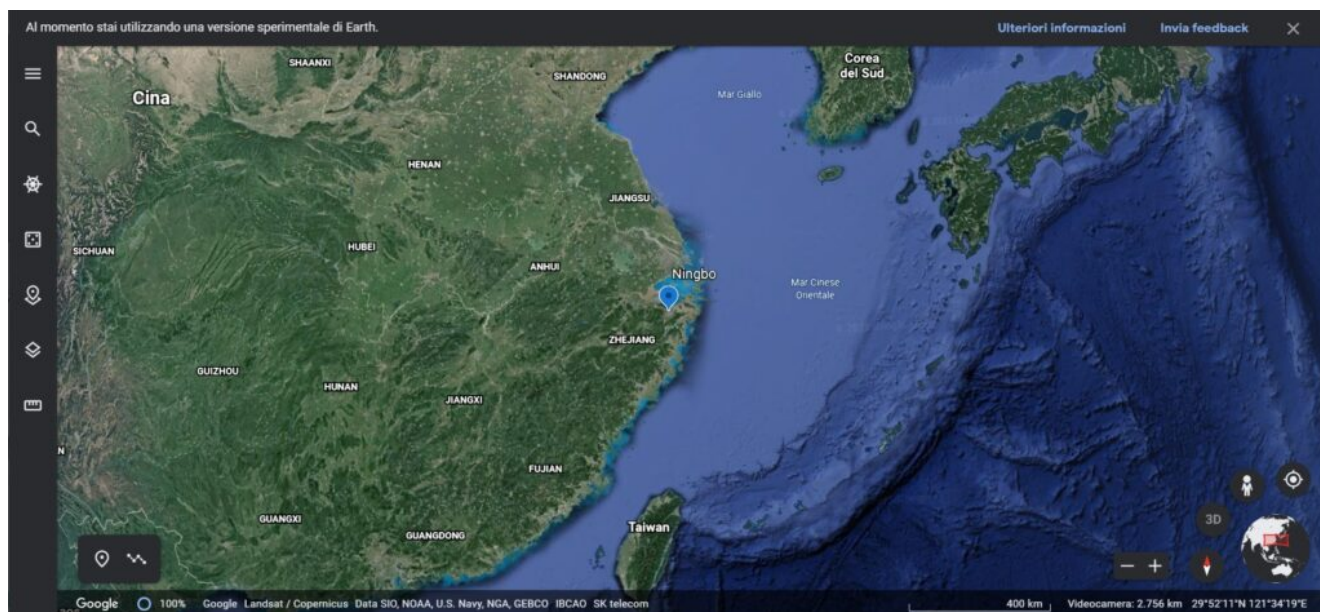 Al momento stai utilizzando una versione sperimentale di Earth.
Ulteriori informazioni
Invia feedback
SHAANXI
Corea
del Sud
SHANDONG
Cina
Mar Giallo
HENAN
JIANGSU
SICHUAN
HUBEI
ANHUI
Ningbo
Mar Cinese
Orientale
ZHEJIANG
GUIZHOU
HUNAN
JIANGXI
N
FUJIAN
GUANGXI
GUANGDONG
Taiwan
3D
Google
100%
Google Landsat / Copernicus Data SIO, NOAA, U.S. Navy, NGA, GEBCO IBCAO SK telecom
400 km
Videocamera: 2.756 km 29°52'11"N 121°34'19"E